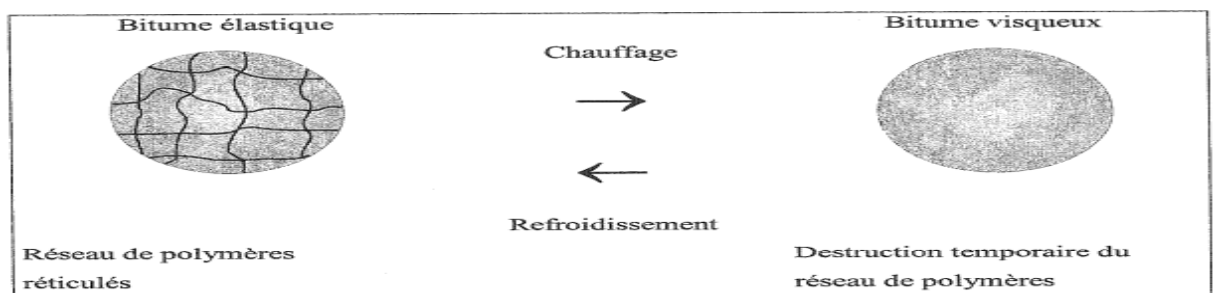 Bitume élastique
Bitume visqueux
Chauffage
Refroidissement
Réseau de polymères
réticulés
Destruction temporaire du
réseau de polymères